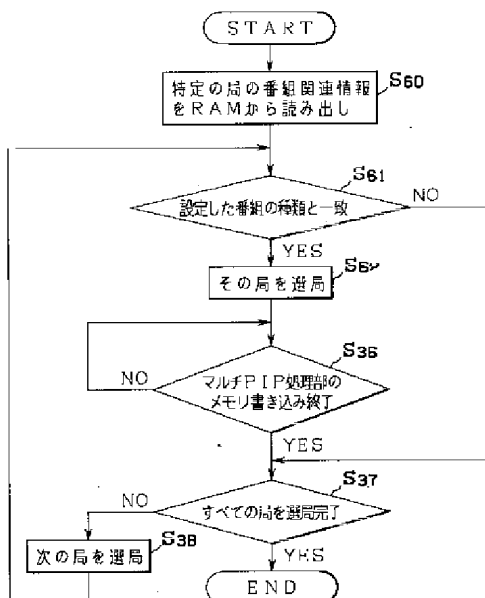 START
特定の局の番組関連情報
をRAMから読み出し
S60
S61
設定した番組の種類と一致
NO
YES
S62
その局を選局
S36
マルチPIP処理部の
メモリ書き込み終了
NO
YES
S37
すべての局を選局完了
NO
S38
次の局を選局
YES
END